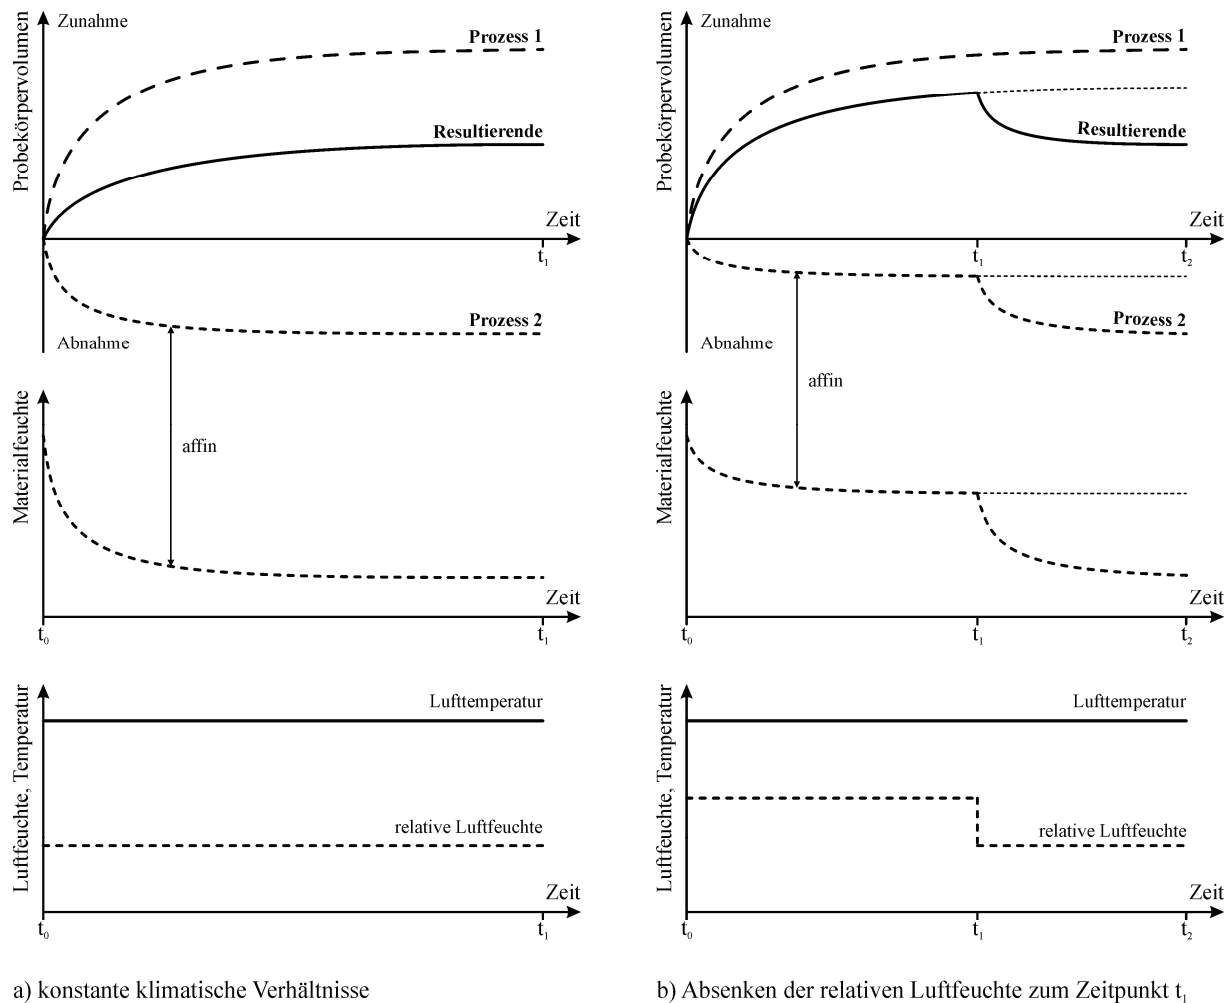 Zunahme
Prozess 1
Probekörpervolumen
Resultierende
Zeit
t1
Prozess 2
Abnahme
Materialfeuchte
affin
Zeit
t0
t1
Luftfeuchte, Temperatur
Lufttemperatur
relative Luftfeuchte
Zeit
t0
t1
a) konstante klimatische Verhältnisse
Zunahme
Prozess 1
Probekörpervolumen
Resultierende
Zeit
t1
t2
Prozess 2
Abnahme
affin
Materialfeuchte
Zeit
t0
t1
t2
Luftfeuchte, Temperatur
Lufttemperatur
relative Luftfeuchte
Zeit
t0
t1
t2
b) Absenken der relativen Luftfeuchte zum Zeitpunkt t1